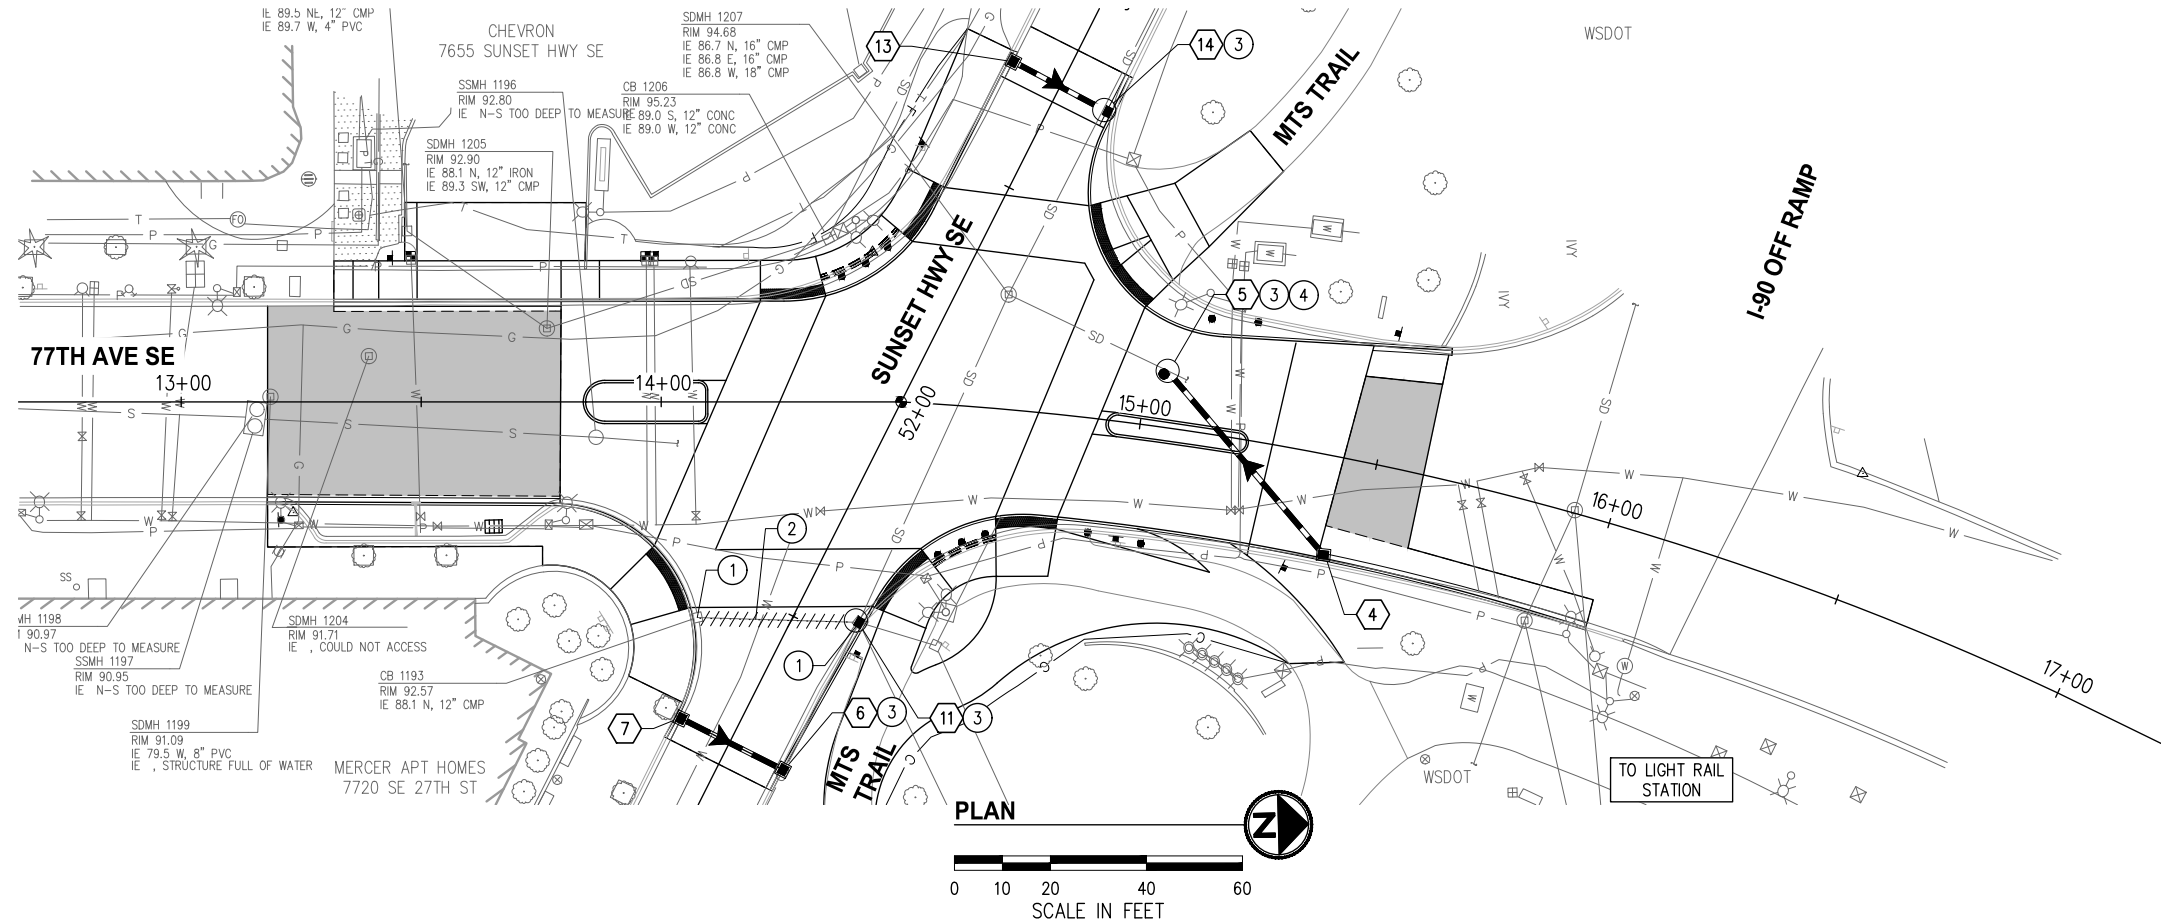 IE 89.5 NE, 12" CMP
IE 89.7 W, 4" PVC
CHEVRON
7655 SUNSET HWY SE
SDMH 1207
RIM 94.68
IE 86.7 N, 16" CMP
IE 86.8 E, 16" CMP
IE 86.8 W, 18" CMP
13
14 3
WSDOT
MTS TRAIL
SSMH 1196
RIM 92.80
IE N-S TOO DEEP TO MEASURE
CB 1206
RIM 95.23
IE 89.0 S, 12" CONC
IE 89.0 W, 12" CONC
SDMH 1205
RIM 92.90
IE 88.1 N, 12" IRON
IE 89.3 SW, 12" CMP
I-90 OFF RAMP
SUNSET HWY SE
IVY
IVY
FO
5 3 4
77TH AVE SE
13+00
14+00
52+00
15+00
16+00
17+00
2
1
1
4
SS
MH 1198
90.97
N-S TOO DEEP TO MEASURE
SSMH 1197
RIM 90.95
IE N-S TOO DEEP TO MEASURE
SDMH 1204
RIM 91.71
IE , COULD NOT ACCESS
CB 1193
RIM 92.57
IE 88.1 N, 12" CMP
SDMH 1199
RIM 91.09
IE 79.5 W, 8" PVC
IE , STRUCTURE FULL OF WATER
7
6 3
11 3
MTS
TRAIL
MERCER APT HOMES
7720 SE 27TH ST
WSDOT
TO LIGHT RAIL
STATION
PLAN
N
0 10 20 40 60
SCALE IN FEET